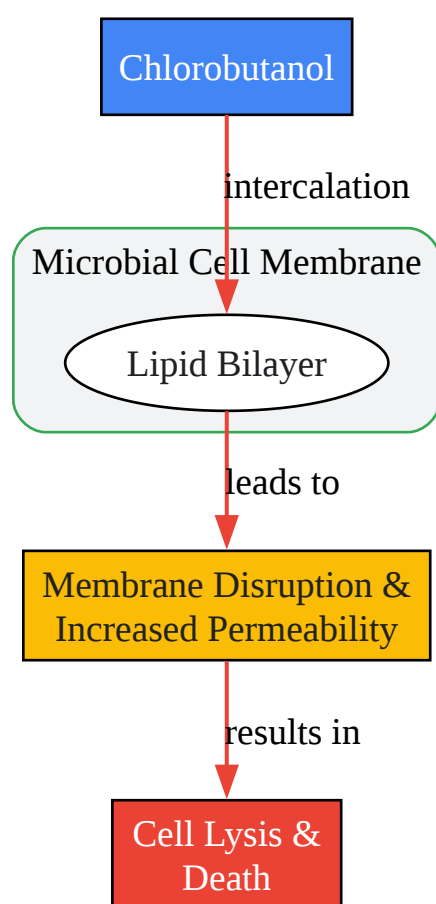 Chlorobutanol
intercalation
Microbial Cell Membrane
Lipid Bilayer
leads to
Membrane Disruption &
Increased Permeability
results in
Cell Lysis &
Death